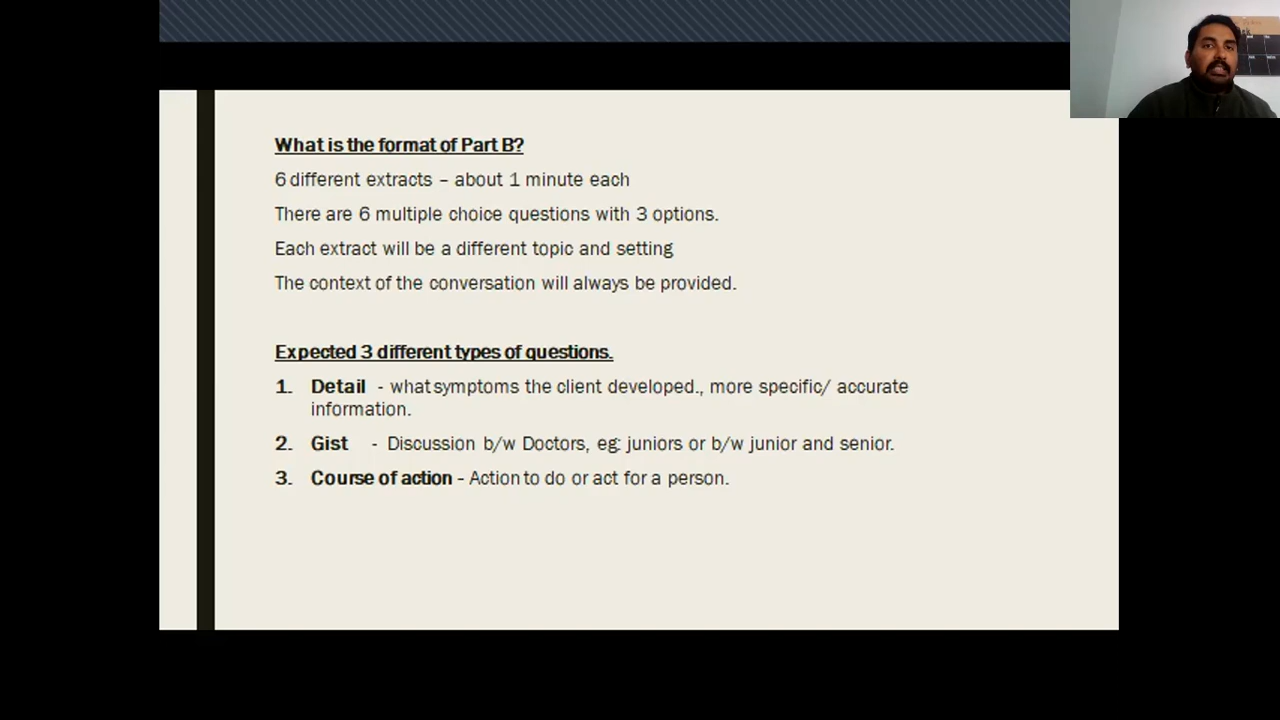 What is the format of Part B?
6 different extracts – about 1 minute each
There are 6 multiple choice questions with 3 options.
Each extract will be a different topic and setting
The context of the conversation will always be provided.
Expected 3 different types of questions.
1. Detail - what symptoms the client developed., more specific/ accurate
information.
2. Gist - Discussion b/w Doctors, eg: juniors or b/w junior and senior.
3. Course of action - Action to do or act for a person.